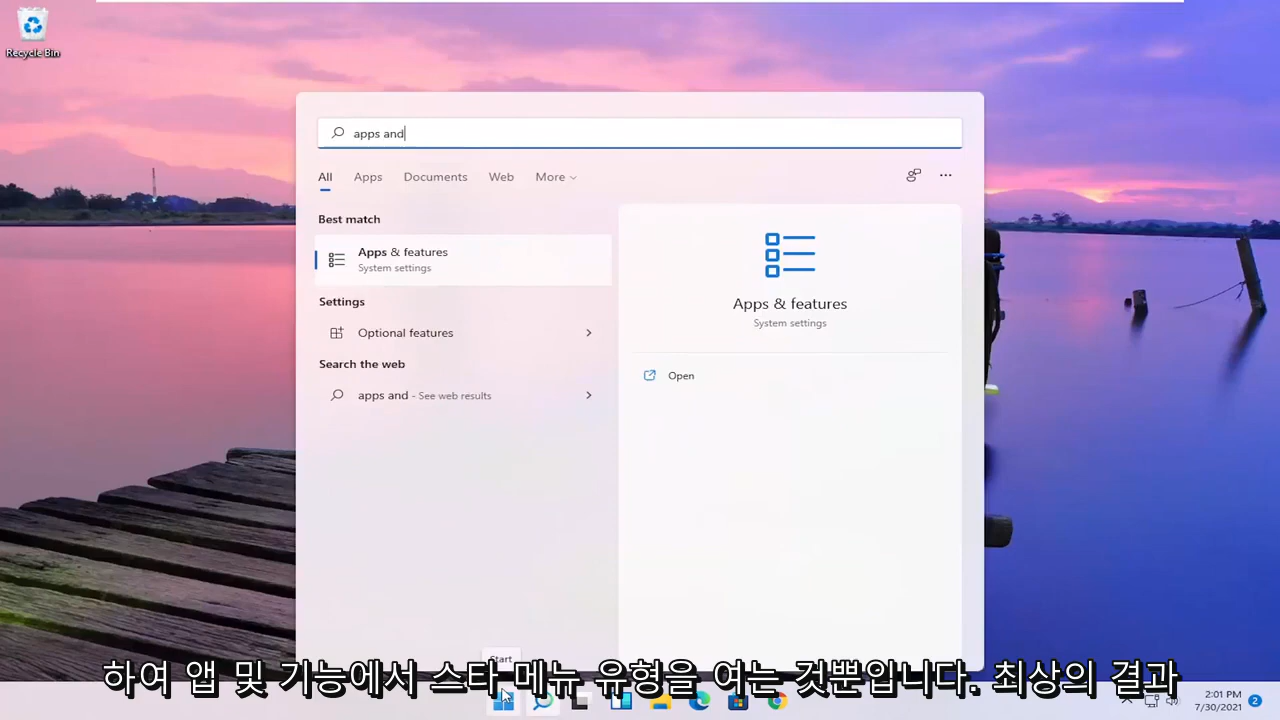 Recycle Bin
apps and
All Apps Documents Web More
Best match
Apps & features
System settings
Settings
Optional features
Search the web
apps and - See web results
Apps & features
System settings
Open
Start
하여 앱 및 기능에서 스타 메뉴 유형을 여는 것뿐입니다. 최상의 결과
2:01 PM
7/30/2021
2